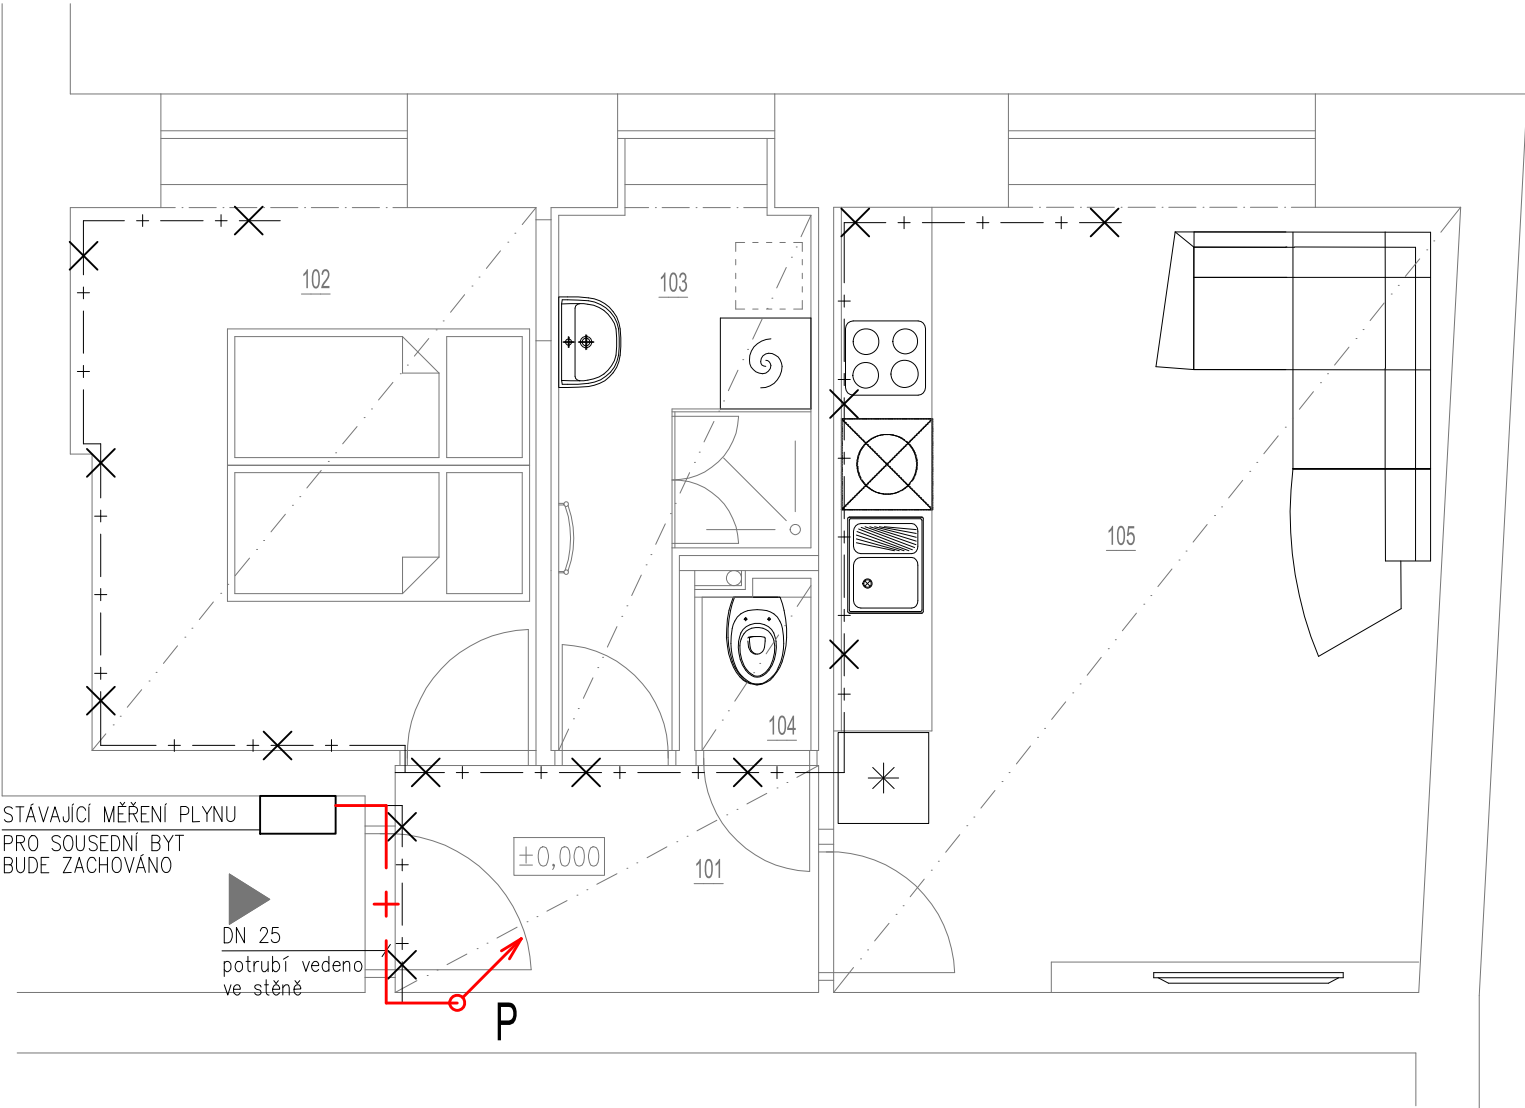 102
103
105
104
STÁVAJÍCÍ MĚŘENÍ PLYNU
PRO SOUSEDNÍ BYT
BUDE ZACHOVÁNO
±0,000
101
DN 25
potrubí vedeno
ve stěně
P